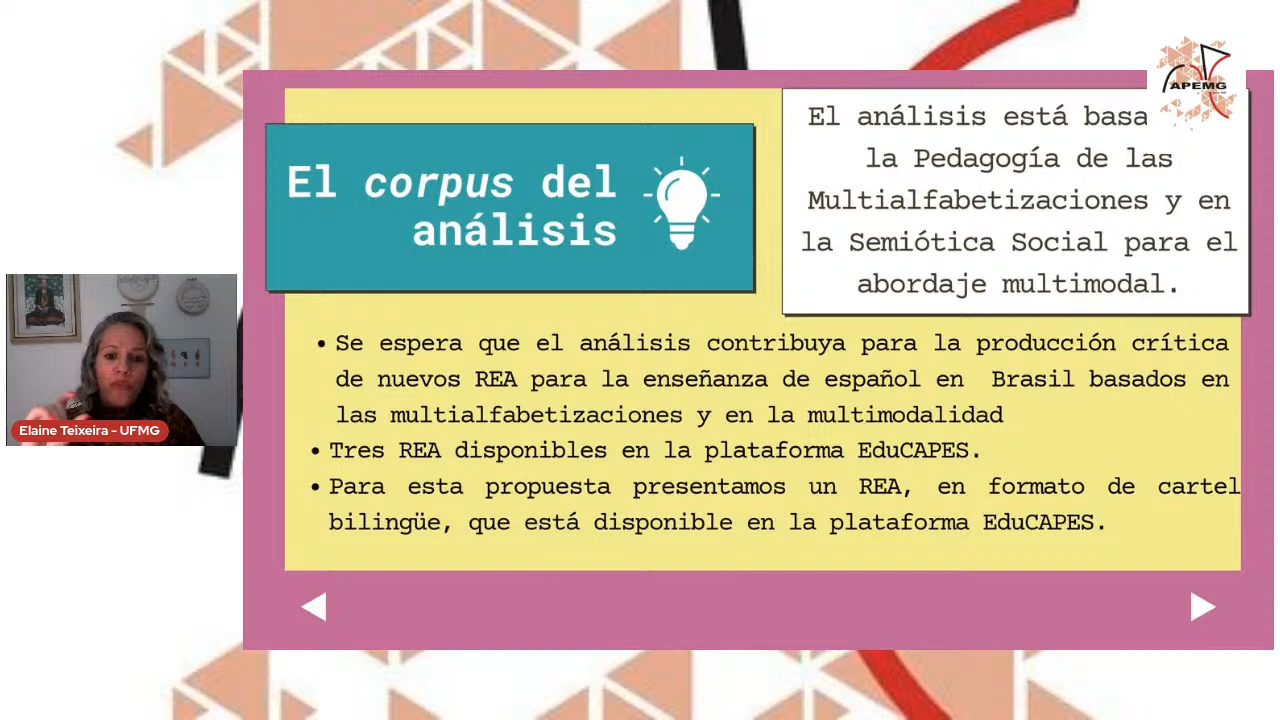 APEMG
El análisis está basa
la Pedagogía de las
Multialfabetizaciones y en
la Semiótica Social para el
abordaje multimodal.
El corpus del
análisis
Se espera que el análisis contribuya para la producción crítica
de nuevos REA para la enseñanza de español en Brasil basados en
las multialfabetizaciones y en la multimodalidad
Tres REA disponibles en la plataforma EduCAPES.
Para esta propuesta presentamos un REA, en formato de cartel
bilingüe, que está disponible en la plataforma EduCAPES.
Elaine Teixeira - UFMG